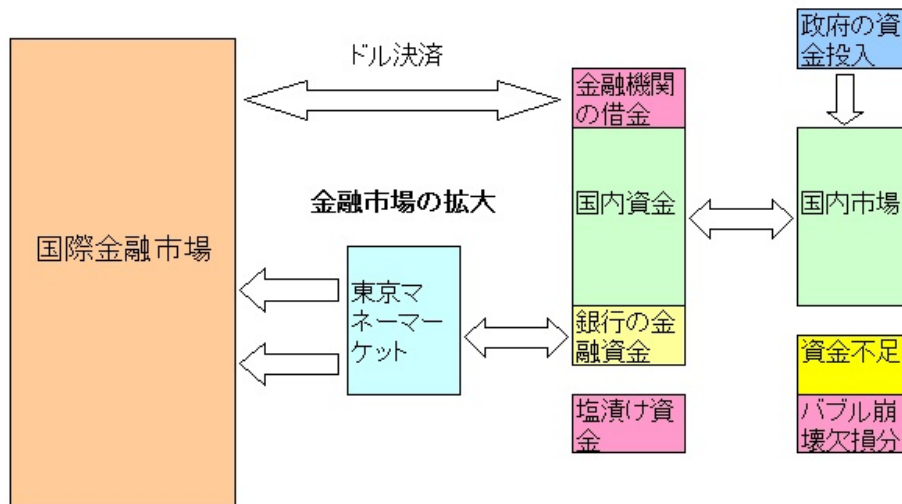 政府の資
金投入
ドル決済
金融機関
の借金
金融市場の拡大
国内資金
国内市場
国際金融市場
東京マ
ネーマー
ケット
銀行の金
融資金
資金不足
塩漬け資
金
バブル崩
壊欠損分